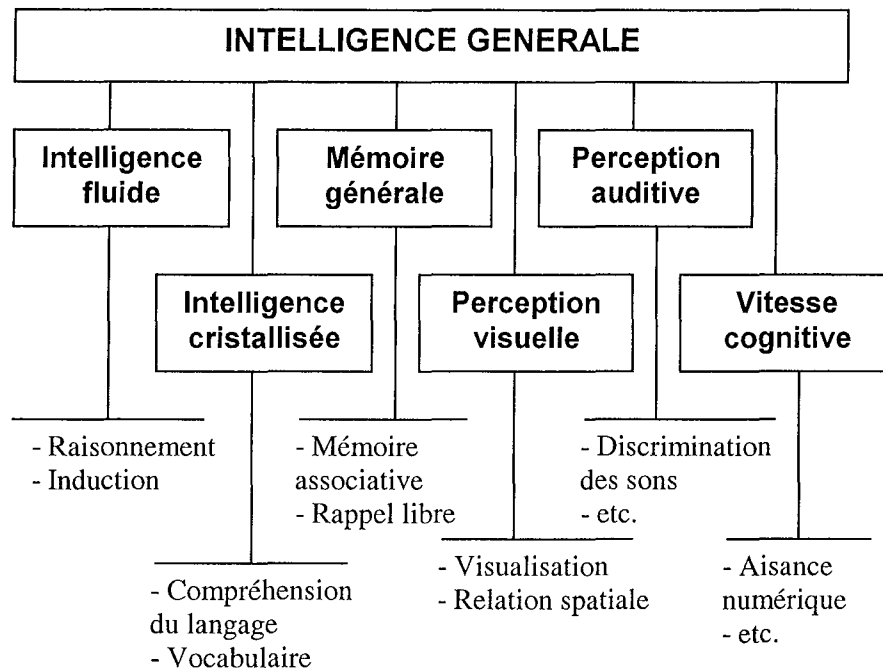 INTELLIGENCE GENERALE
Intelligence
fluide
Mémoire
générale
Perception
auditive
Intelligence
cristallisée
Perception
visuelle
Vitesse
cognitive
- Raisonnement
- Induction
- Mémoire
associative
- Rappel libre
- Discrimination
des sons
- etc.
- Compréhension
du langage
- Vocabulaire
- Visualisation
- Relation spatiale
- Aisance
numérique
- etc.